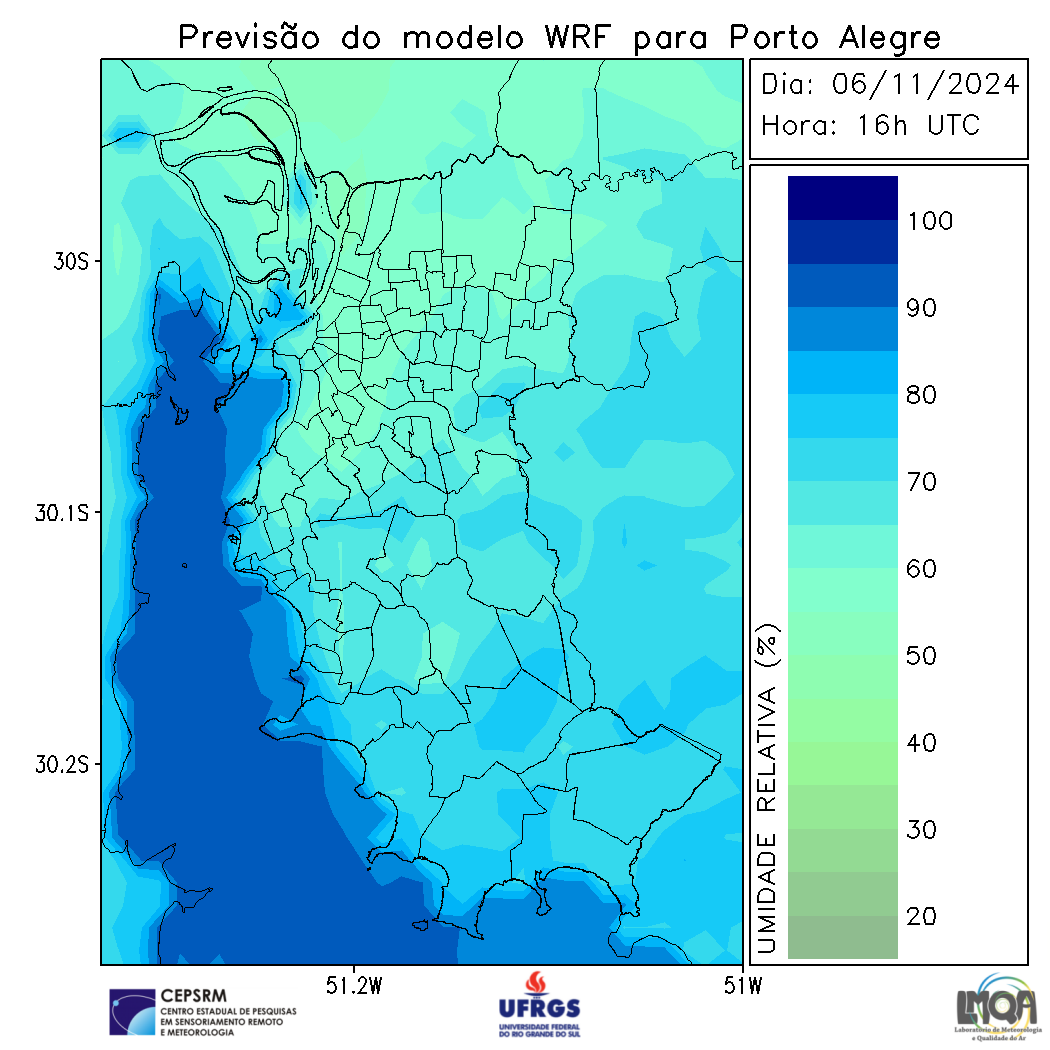 Previsão do modelo WRF para Porto Alegre
Dia: 06/11/2024
Hora: 16h UTC
100
90
80
70
60
50
40
30
20
UMIDADE RELATIVA (%)
30S
30.1S
30.2S
51.2W
51W
CEPSRM
CENTRO ESTADUAL DE PESQUISAS
EM SENSORIAMENTO REMOTO
E METEOROLOGIA
UFRGS
UNIVERSIDADE FEDERAL
DO RIO GRANDE DO SUL
LMQA
Laboratório de Meteorologia
e Qualidade do Ar